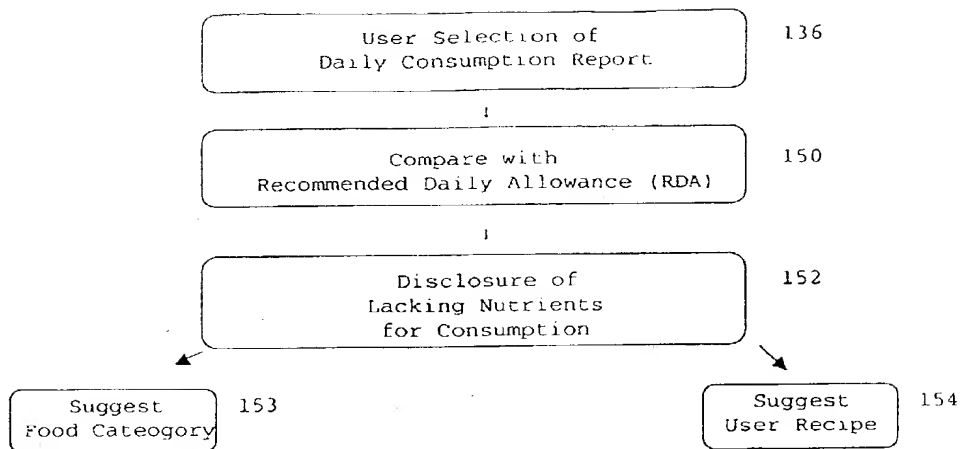 User Selection of
Daily Consumption Report
136
Compare with
Recommended Daily Allowance (RDA)
150
Disclosure of
Lacking Nutrients
for Consumption
152
Suggest
Food Cateogory
153
Suggest
User Recipe
154